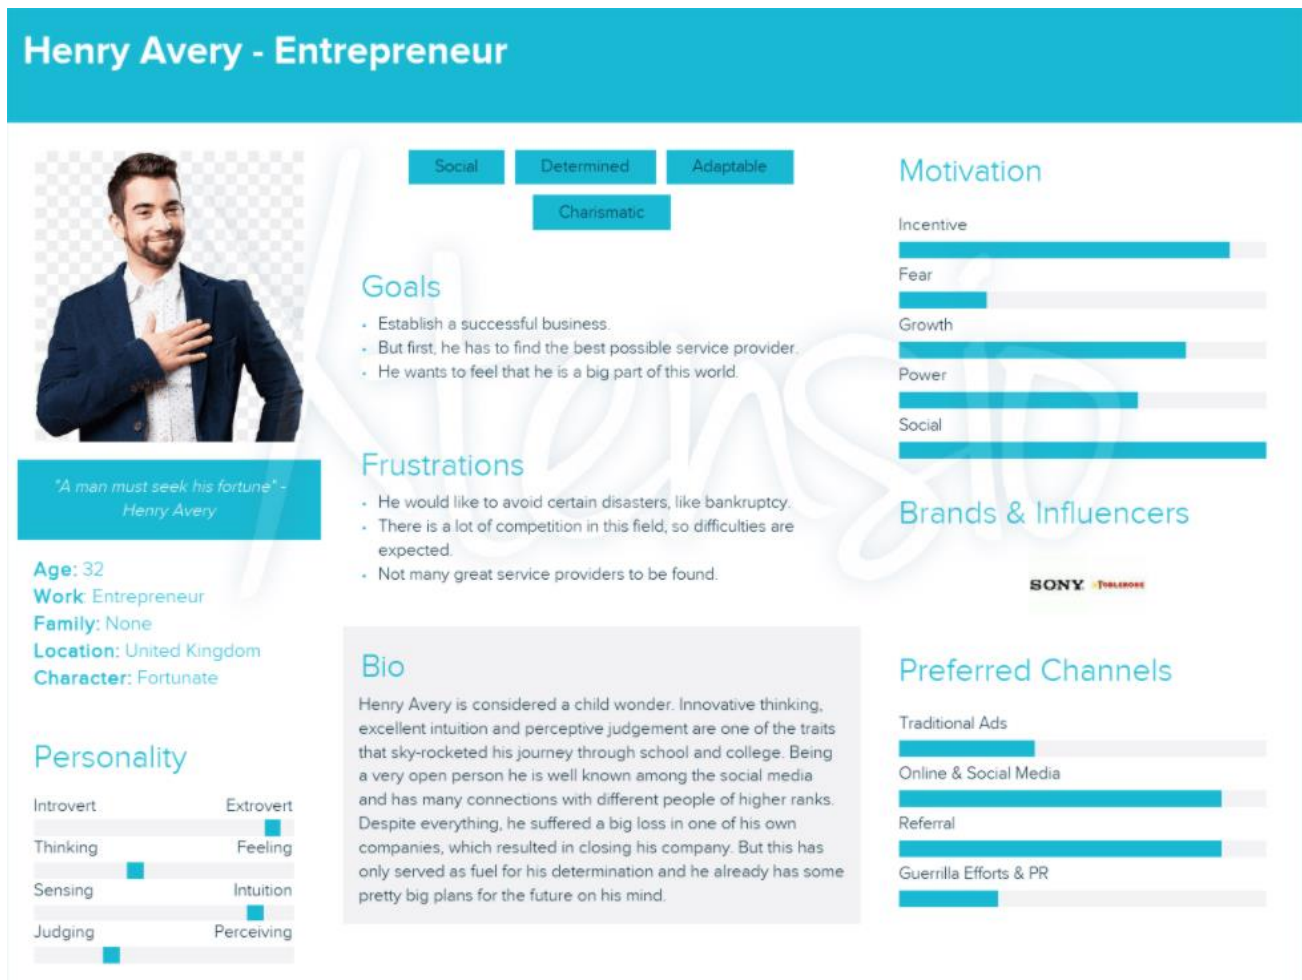 Henry Avery - Entrepreneur
Social
Determined
Adaptable
Charismatic
"A man must seek his fortune" -
Henry Avery
Age: 32
Work: Entrepreneur
Family: None
Location: United Kingdom
Character: Fortunate
Personality
Introvert
Extrovert
Thinking
Feeling
Sensing
Intuition
Judging
Perceiving
Goals
• Establish a successful business.
• But first, he has to find the best possible service provider.
• He wants to feel that he is a big part of this world.
Frustrations
• He would like to avoid certain disasters, like bankruptcy.
• There is a lot of competition in this field, so difficulties are
expected.
• Not many great service providers to be found.
Bio
Henry Avery is considered a child wonder. Innovative thinking,
excellent intuition and perceptive judgement are one of the traits
that sky-rocketed his journey through school and college. Being
a very open person he is well known among the social media
and has many connections with different people of higher ranks.
Despite everything, he suffered a big loss in one of his own
companies, which resulted in closing his company. But this has
only served as fuel for his determination and he already has some
pretty big plans for the future on his mind.
Motivation
Incentive
Fear
Growth
Power
Social
Brands & Influencers
SONY
TOBLERONE
Preferred Channels
Traditional Ads
Online & Social Media
Referral
Guerrilla Efforts & PR
Xtensio